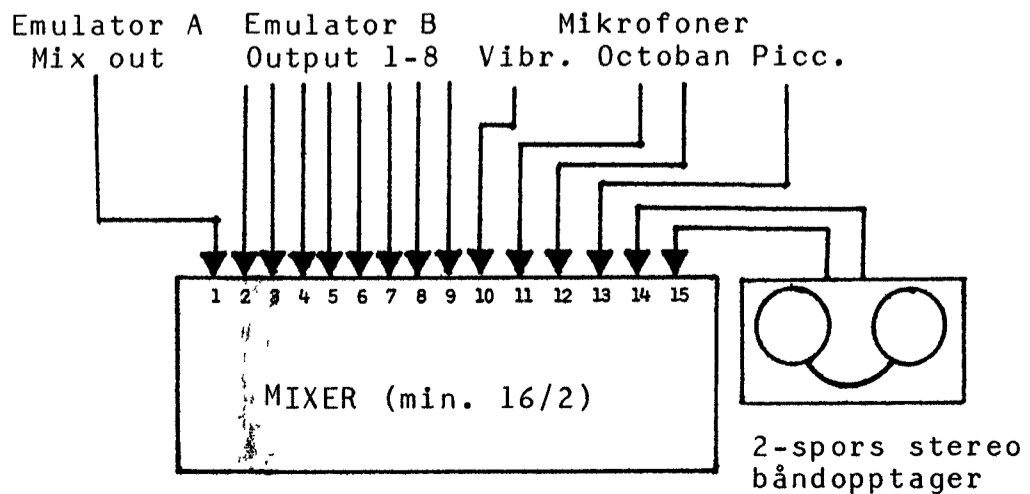 Emulator A Emulator B Mikrofoner
Mix out Output 1-8 Vibr. Octoban Picc.
1 2 3 4 5 6 7 8 9 10 11 12 13 14 15
MIXER (min. 16/2)
2-spors stereo
båndopptager